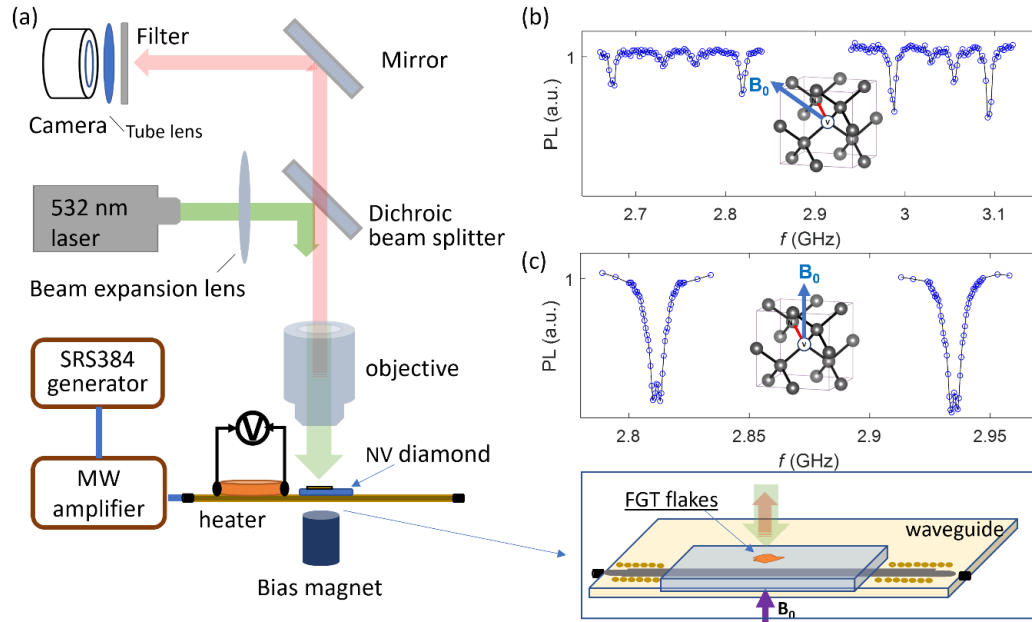 (a)
Filter
Mirror
Camera
Tube lens
532 nm
laser
Dichroic
beam splitter
Beam expansion lens
SRS384
generator
objective
V
NV diamond
MW
amplifier
heater
Bias magnet
(b)
PL (a.u.)
1
B₀
N
V
2.7
2.8
2.9
3
3.1
f (GHz)
(c)
PL (a.u.)
1
B₀
N
V
2.8
2.85
2.9
2.95
f (GHz)
FGT flakes
waveguide
B₀